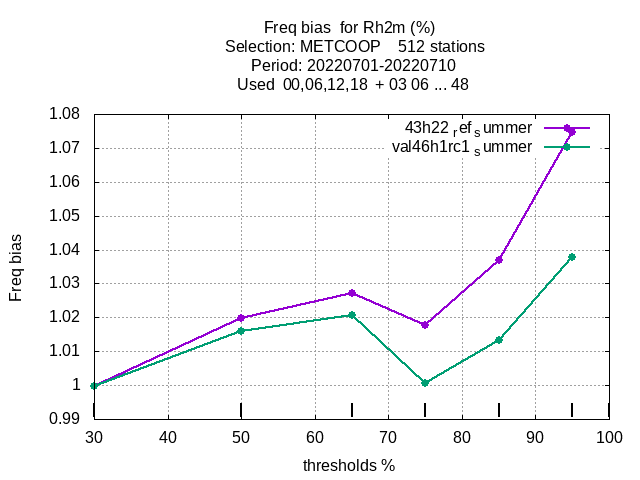 Freq bias  for Rh2m (%)
Selection: METCOOP    512 stations
Period: 20220701-20220710
Used  00,06,12,18  + 03 06 ... 48
43h22 ref summer
val46h1rc1 summer
1.08
1.07
1.06
1.05
1.04
1.03
1.02
1.01
1
0.99
Freq bias
30 40 50 60 70 80 90 100
thresholds %